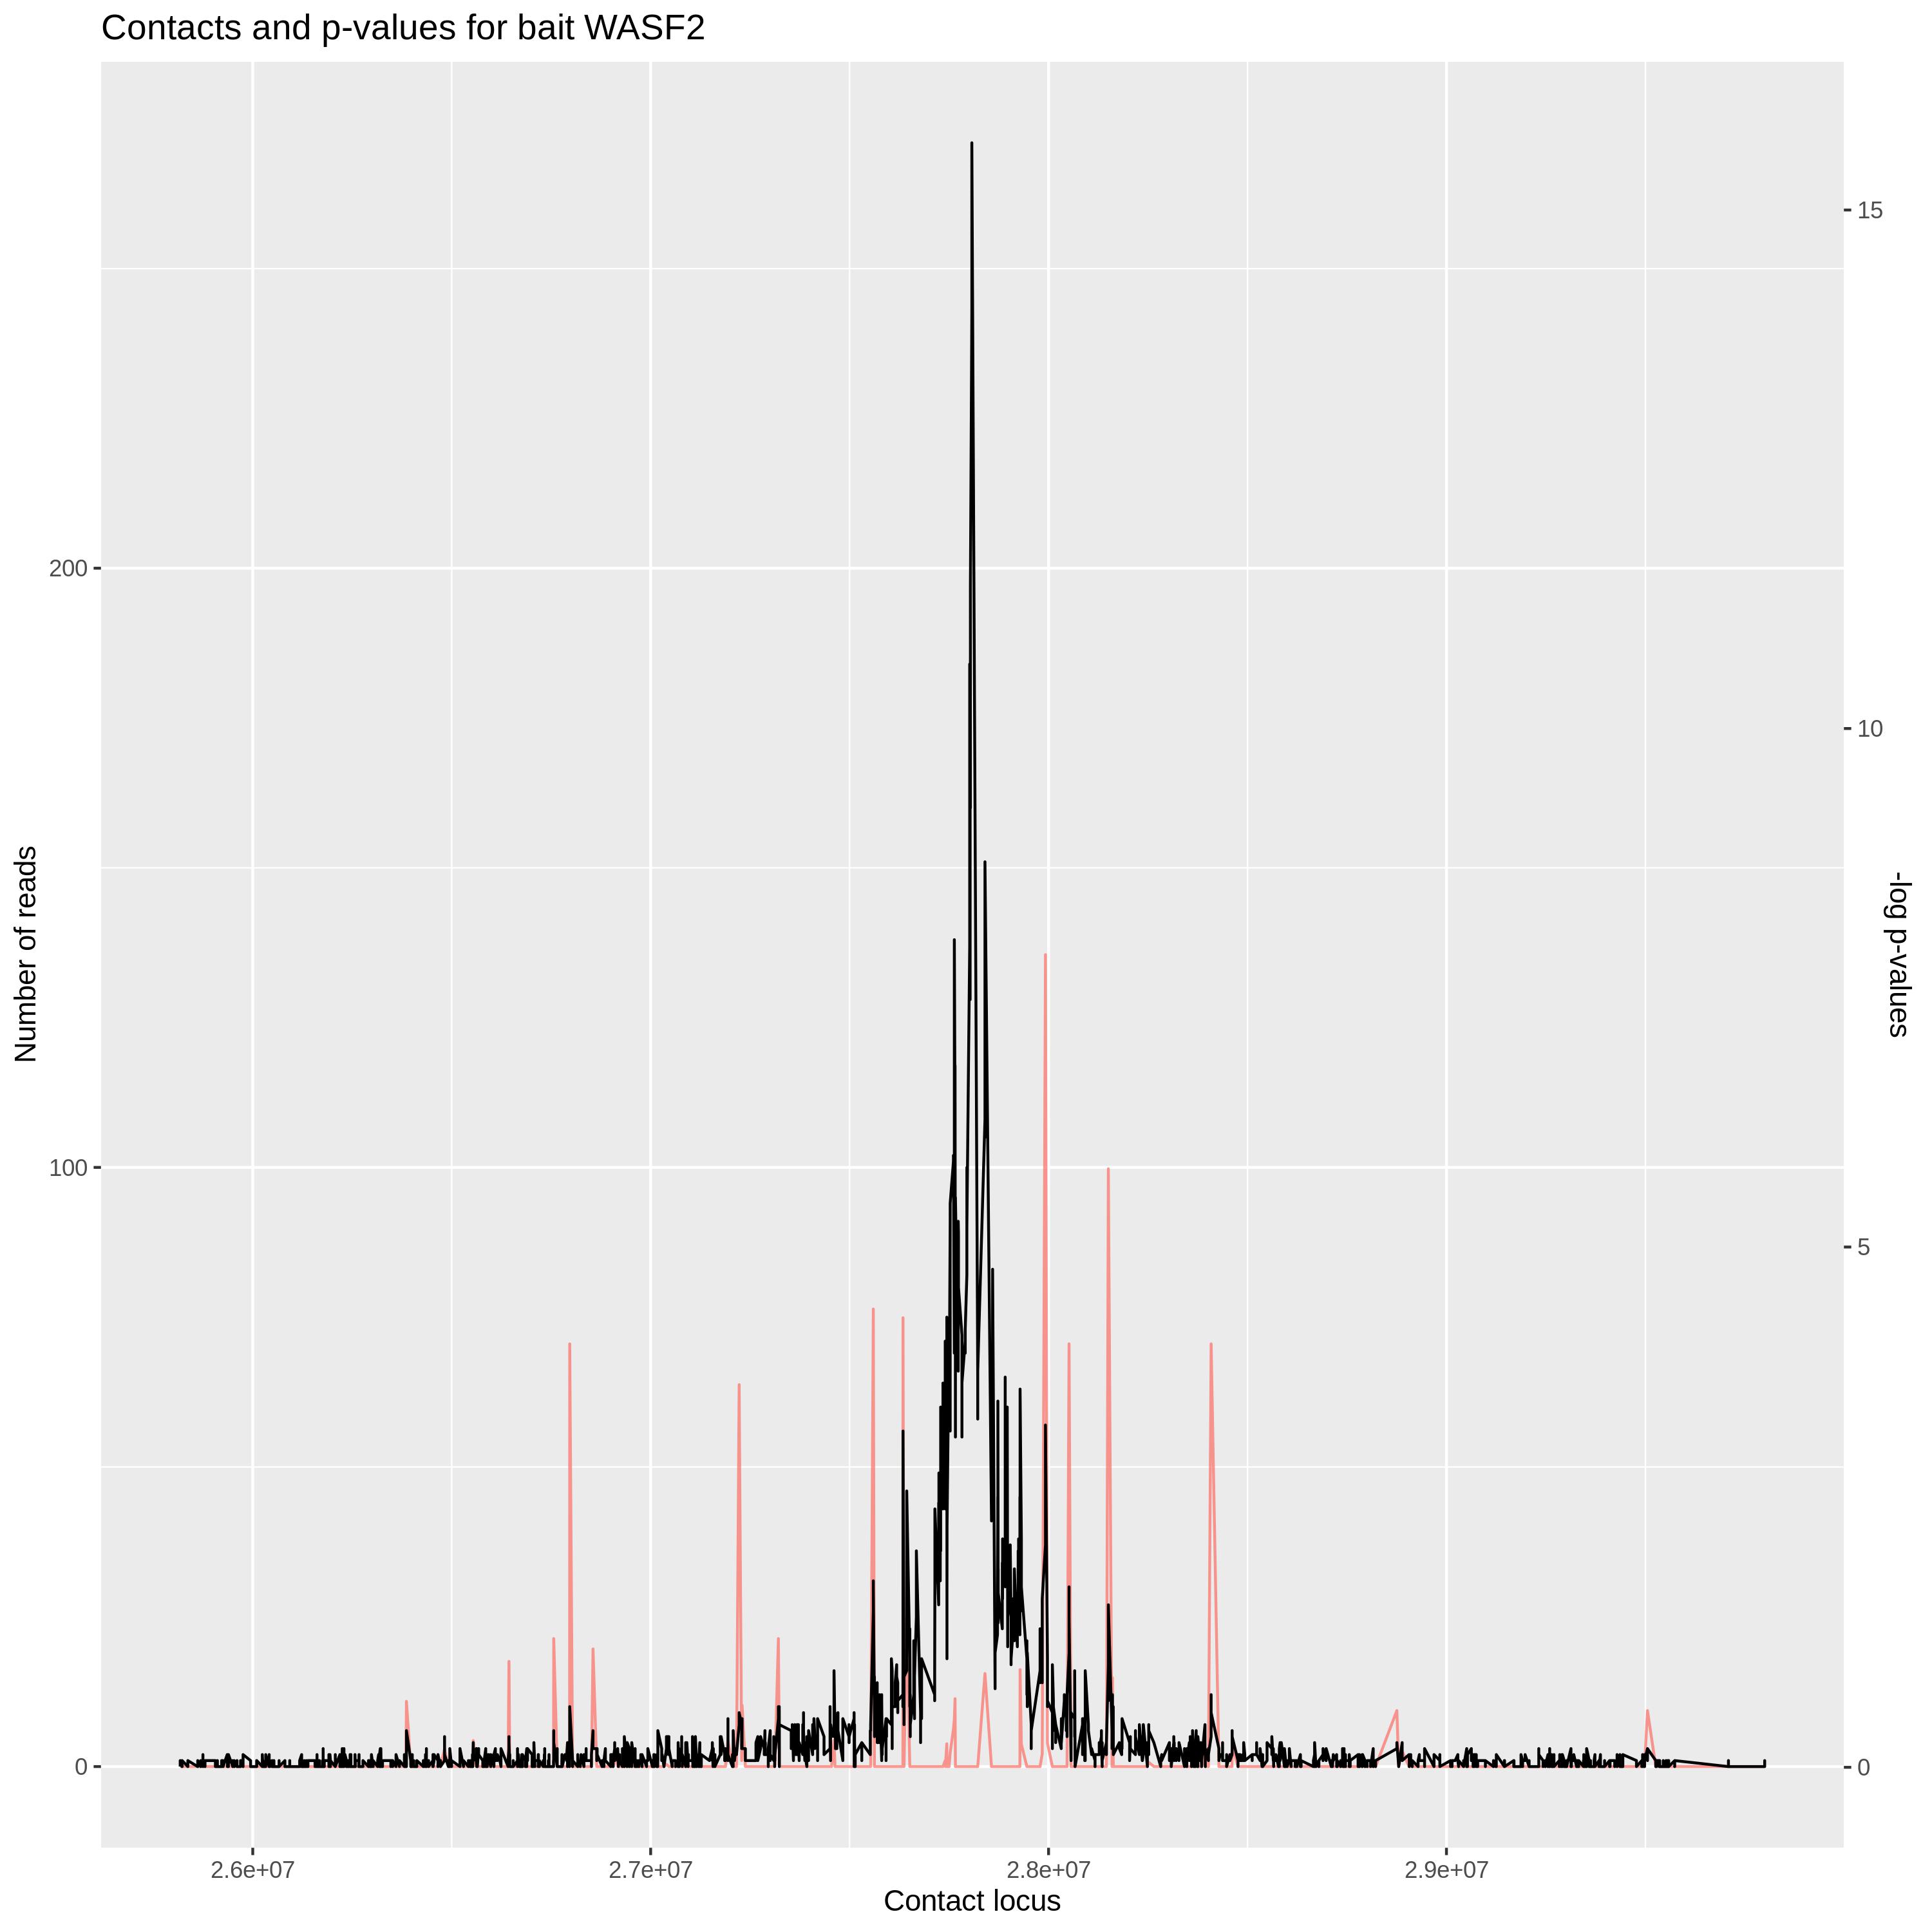 Contacts and p-values for bait WASF2
Number of reads
200
100
0
15
10
5
0
-log p-values
2.6e+07
2.7e+07
2.8e+07
2.9e+07
Contact locus